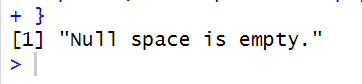 + }
[1] "Null space is empty."
>